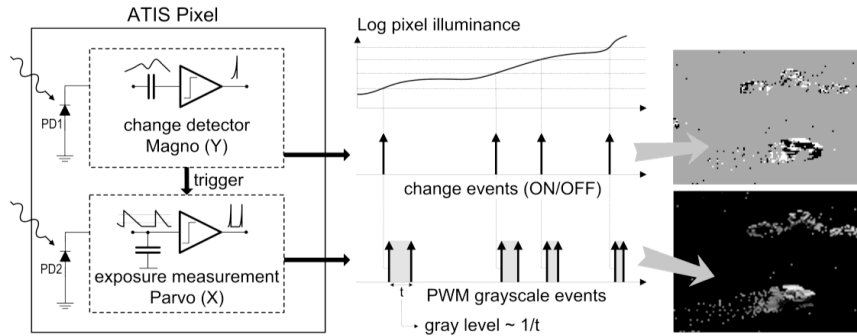 ATIS Pixel
Log pixel illuminance
PD1
change detector
Magno (Y)
trigger
change events (ON/OFF)
PD2
exposure measurement
Parvo (X)
t
PWM grayscale events
gray level ~ 1/t